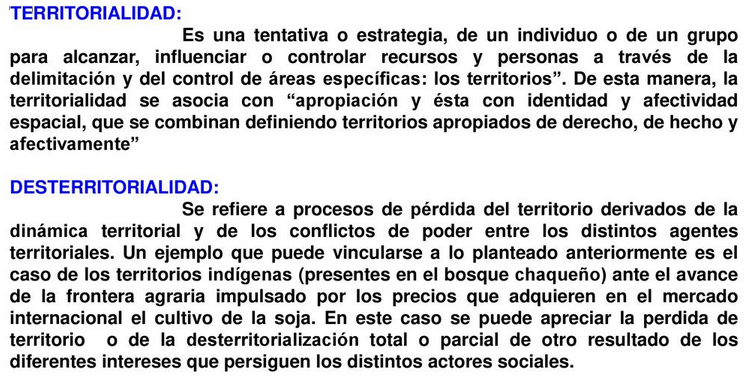 TERRITORIALIDAD:
Es una tentativa o estrategia, de un individuo o de un grupo
para alcanzar, influenciar o controlar recursos y personas a través de la
delimitación y del control de áreas específicas: los territorios”. De esta manera, la
territorialidad se asocia con “apropiación y ésta con identidad y afectividad
espacial, que se combinan definiendo territorios apropiados de derecho, de hecho y
afectivamente”
DESTERRITORIALIDAD:
Se refiere a procesos de pérdida del territorio derivados de la
dinámica territorial y de los conflictos de poder entre los distintos agentes
territoriales. Un ejemplo que puede vincularse a lo planteado anteriormente es el
caso de los territorios indígenas (presentes en el bosque chaqueño) ante el avance
de la frontera agraria impulsado por los precios que adquieren en el mercado
internacional el cultivo de la soja. En este caso se puede apreciar la perdida de
territorio o de la desterritorialización total o parcial de otro resultado de los
diferentes intereses que persiguen los distintos actores sociales.